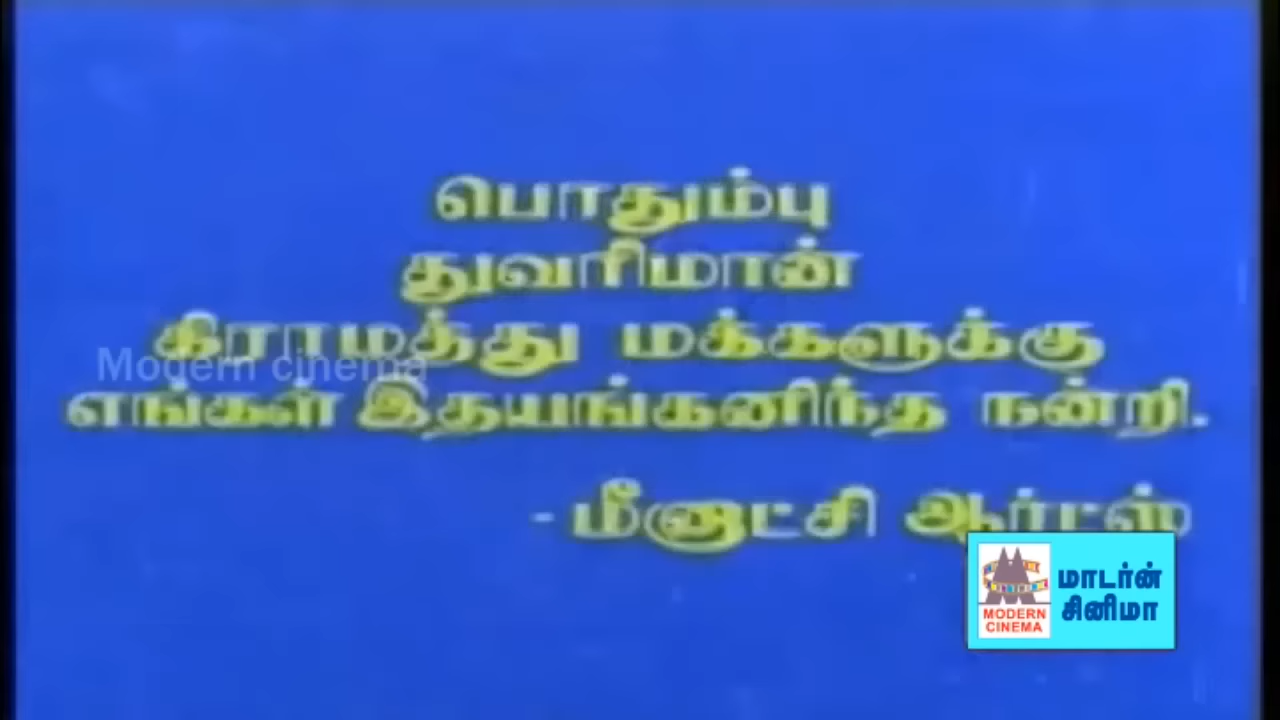 பொதும்பு
துவரிமான்
கிராமத்து மக்களுக்கு
எங்கள் இதயங்கனிந்த நன்றி.
- மீனாட்சி ஆர்ட்ஸ்
Modern cinema
MODERN
CINEMA
மாடர்ன்
சினிமா